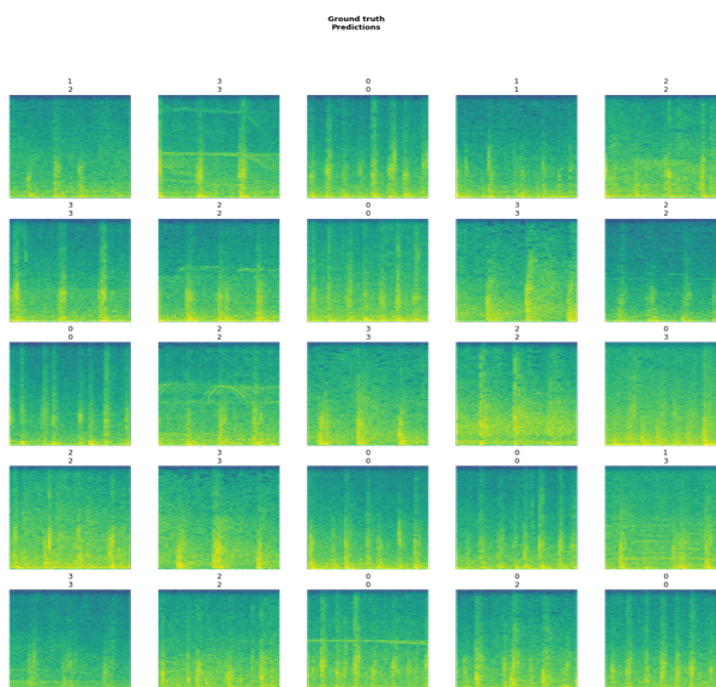 Ground truth
Predictions
1 3 0 1 2
2 3 0 1 2
3 2 0 3 2
3 2 0 3 2
0 2 3 2 0
0 2 3 2 3
2 3 0 0 1
2 3 0 0 3
3 2 0 0 0
3 2 0 2 0